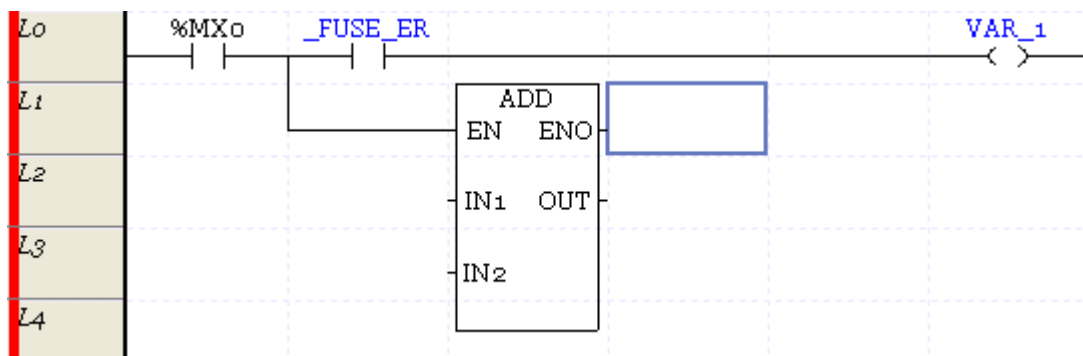 L0 %MX0 _FUSE_ER VAR_1
L1 ADD
EN ENO
L2 IN1 OUT
L3 IN2
L4